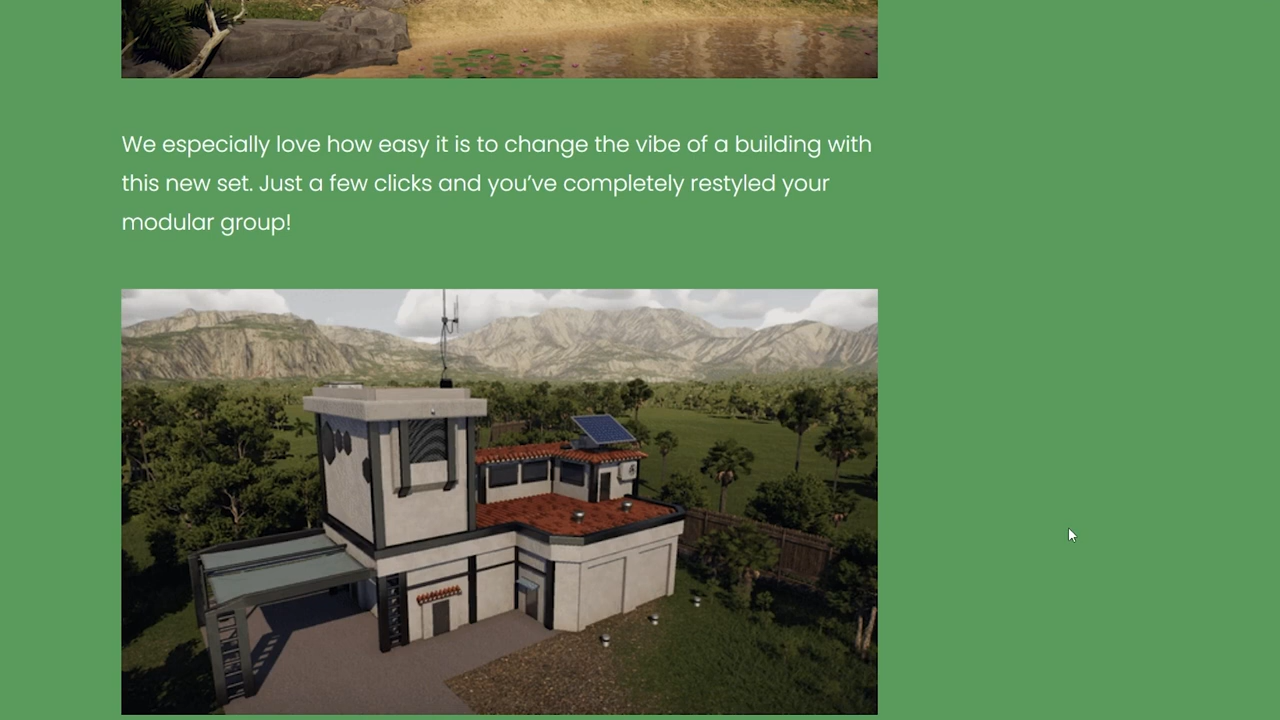 We especially love how easy it is to change the vibe of a building with
this new set. Just a few clicks and you’ve completely restyled your
modular group!